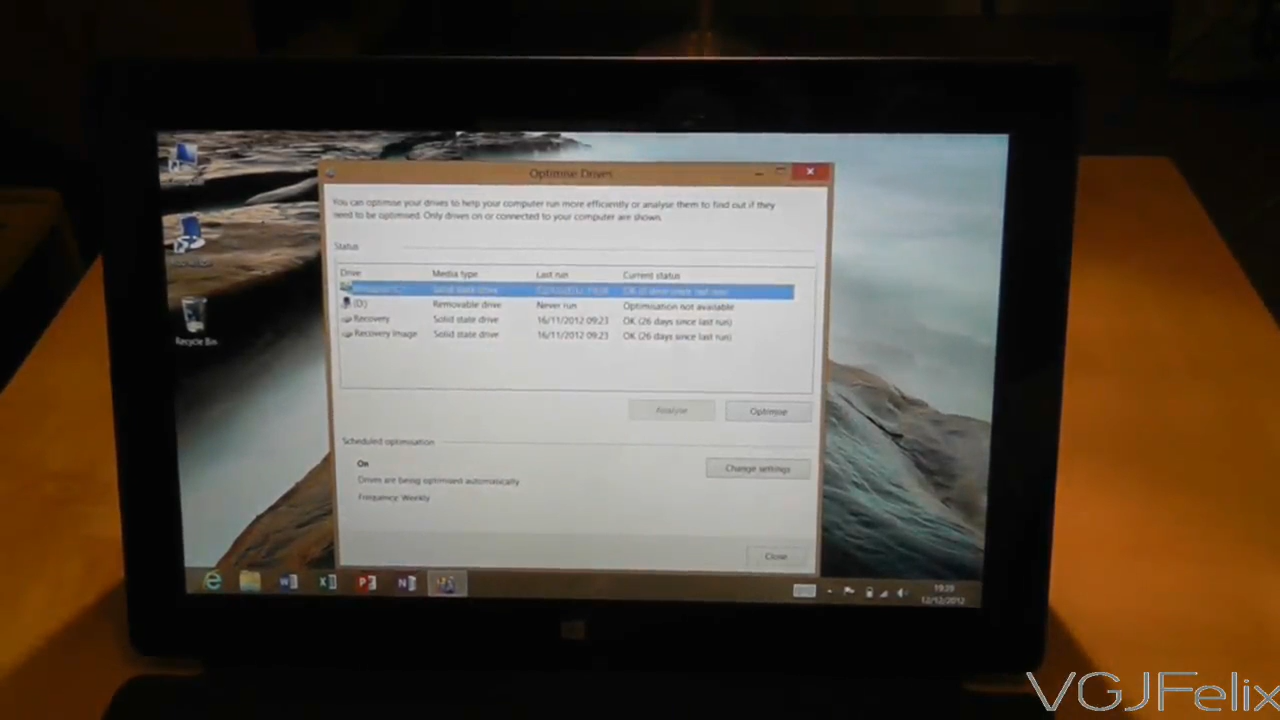 Optimise Drives
You can optimise your drives to help your computer run more efficiently or analyse them to find out if they
need to be optimised. Only drives on or connected to your computer are shown.
Status
Drive Media type Last run Current status
Solid state drive
(D:) Removable drive Never run Optimisation not available
Recovery Solid state drive 16/11/2012 09:23 OK (26 days since last run)
Recovery Image Solid state drive 16/11/2012 09:23 OK (26 days since last run)
Analyse Optimise
Scheduled optimisation
On
Change settings
Drives are being optimised automatically
Frequency: Weekly
Close
Recycle Bin
12/12/2012
VGJFelix